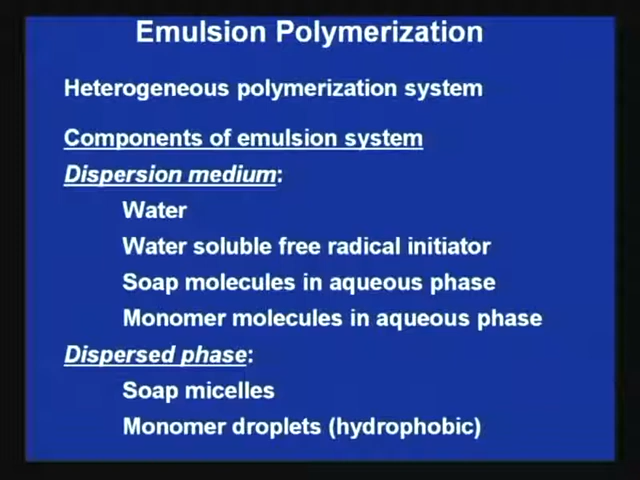 Emulsion Polymerization
Heterogeneous polymerization system
Components of emulsion system
Dispersion medium:
Water
Water soluble free radical initiator
Soap molecules in aqueous phase
Monomer molecules in aqueous phase
Dispersed phase:
Soap micelles
Monomer droplets (hydrophobic)